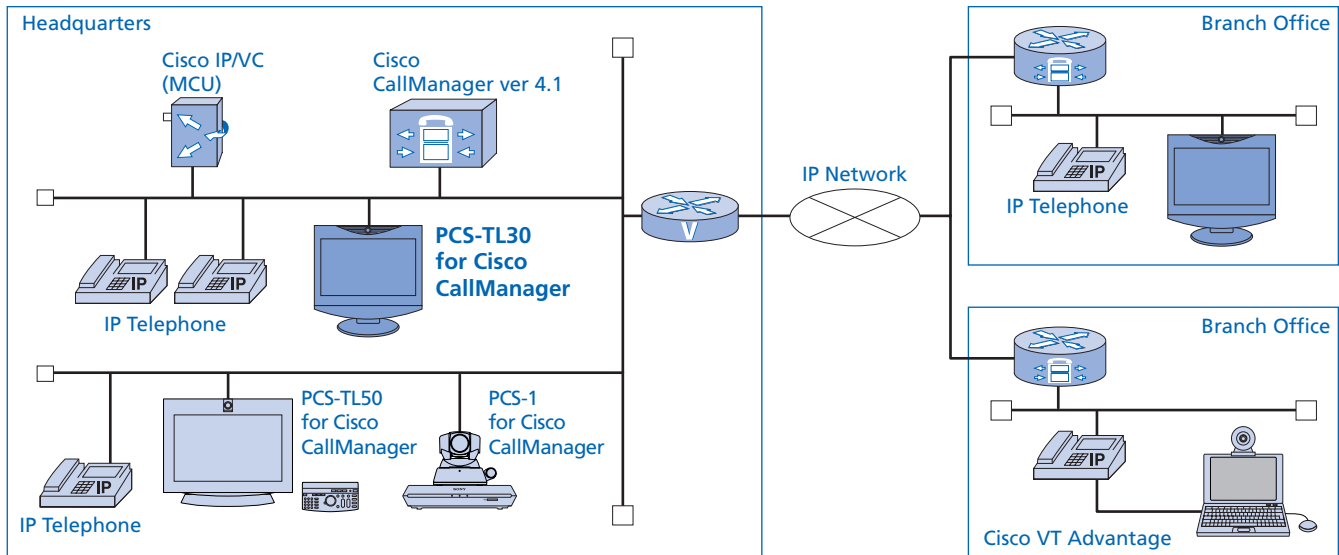 Headquarters
Cisco IP/VC
(MCU)
Cisco
CallManager ver 4.1
IP
IP
IP Telephone
PCS-TL30
for Cisco
CallManager
V
IP Network
IP
IP Telephone
PCS-TL50
for Cisco
CallManager
PCS-1
for Cisco
CallManager
SONY
Branch Office
IP
IP Telephone
Branch Office
IP
Cisco VT Advantage